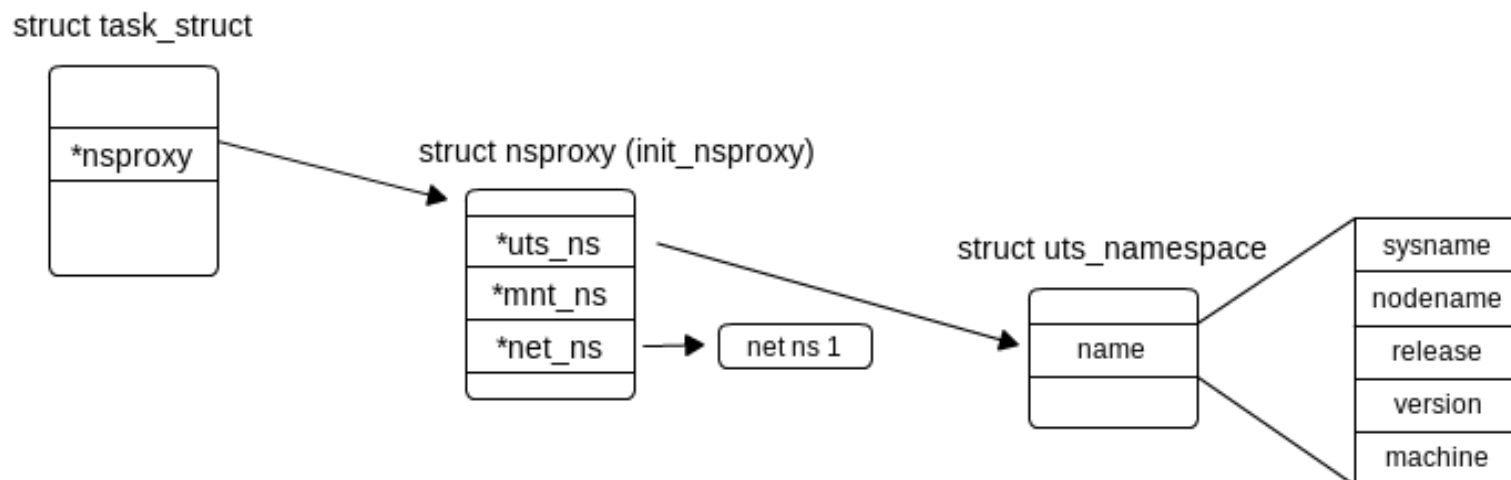 struct task_struct
*nsproxy
struct nsproxy (init_nsproxy)
*uts_ns
*mnt_ns
*net_ns
net ns 1
struct uts_namespace
name
sysname
nodename
release
version
machine